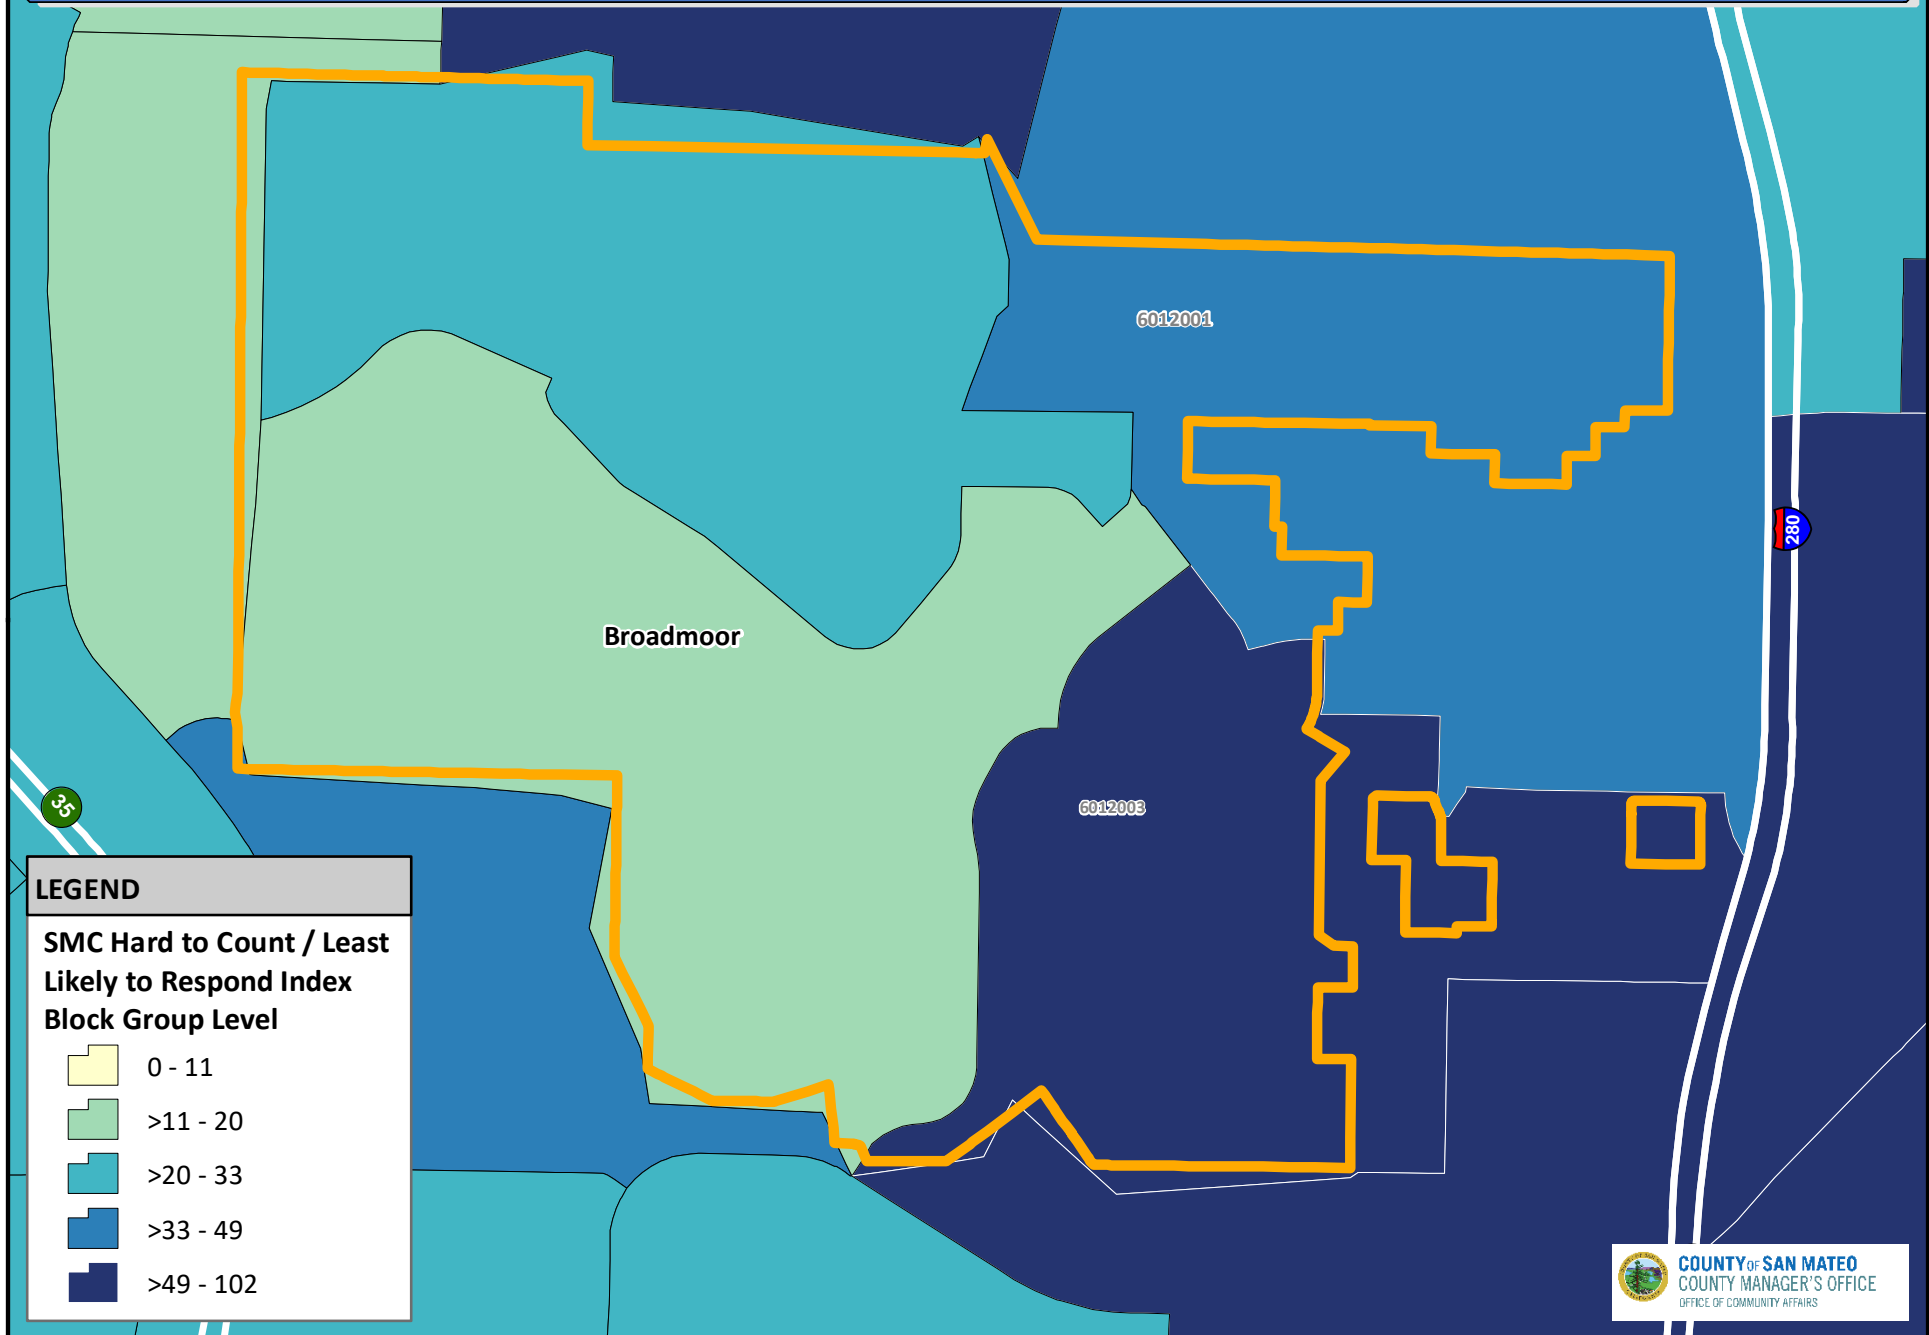 6012001
280
Broadmoor
35
6012003
LEGEND
SMC Hard to Count / Least
Likely to Respond Index
Block Group Level
0 - 11
>11 - 20
>20 - 33
>33 - 49
>49 - 102
COUNTY OF SAN MATEO
COUNTY MANAGER'S OFFICE
OFFICE OF COMMUNITY AFFAIRS